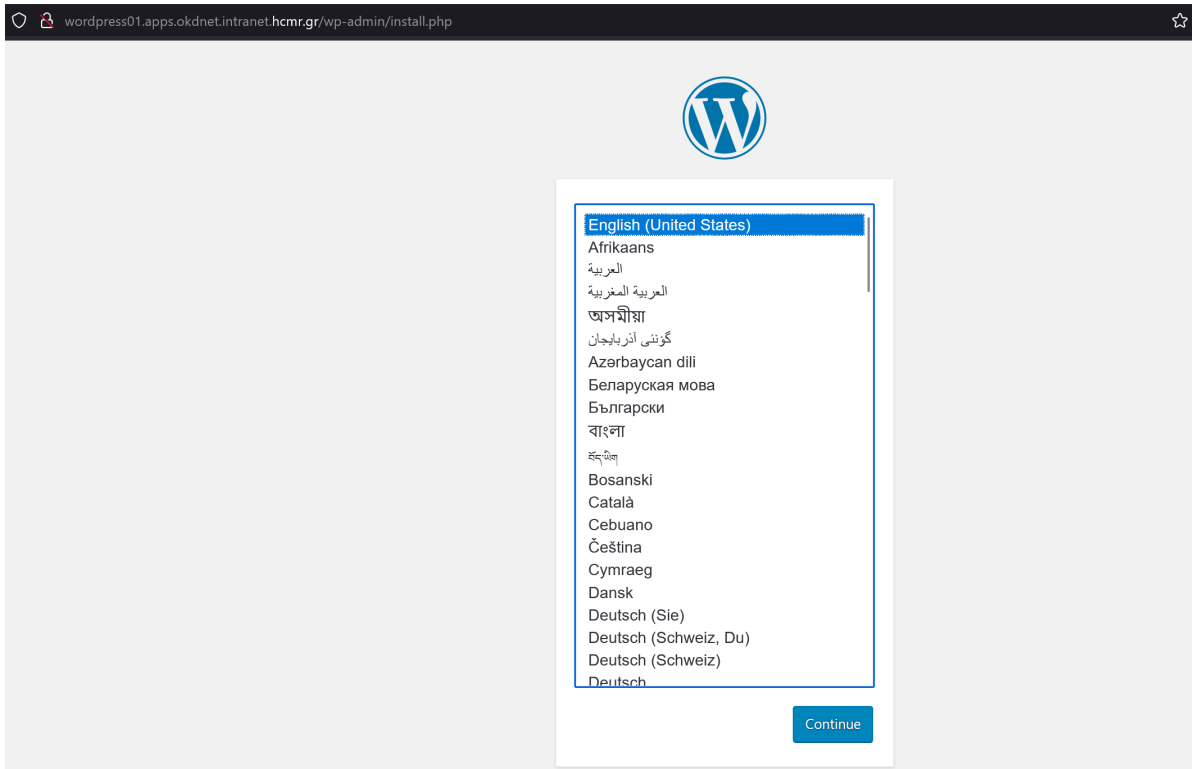 wordpress01.apps.okdnet.intranet.hcmr.gr/wp-admin/install.php
English (United States)
Afrikaans
العربية
العربية المغربية
অসমীয়া
گؤنئی آذربایجان
Azərbaycan dili
Беларуская мова
Български
বাংলা
བོད་ཡིག
Bosanski
Català
Cebuano
Čeština
Cymraeg
Dansk
Deutsch (Sie)
Deutsch (Schweiz, Du)
Deutsch (Schweiz)
Deutsch
Continue